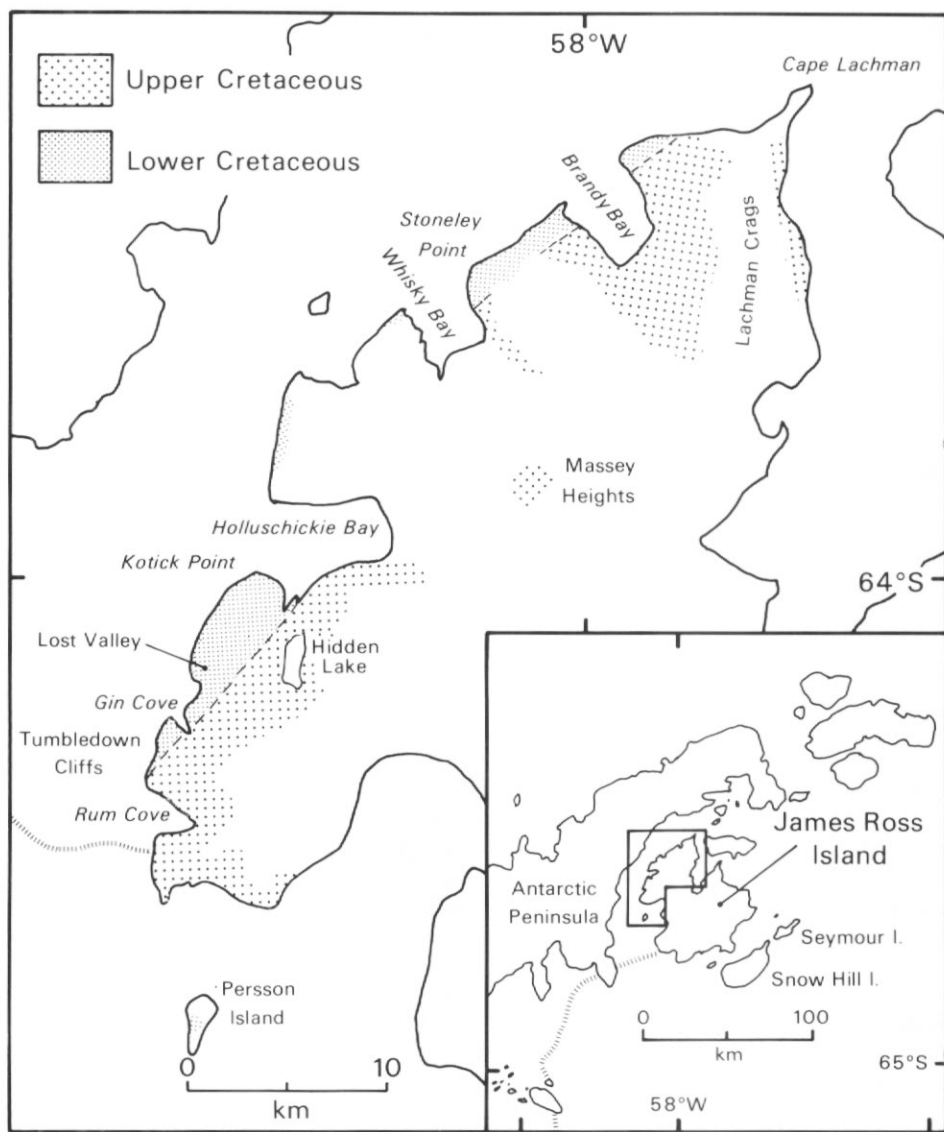 58°W
Cape Lachman
Upper Cretaceous
Lower Cretaceous
Brandy Bay
Stoneley
Point
Whisky Bay
Lachman Crags
Massey
Heights
Holluschickie Bay
Kotick Point
64°S
Lost Valley
Hidden
Lake
Gin Cove
Tumbledown
Cliffs
Rum Cove
Persson
Island
0 10
km
James Ross
Island
Antarctic
Peninsula
Seymour I.
Snow Hill I.
0 100
km
65°S
58°W